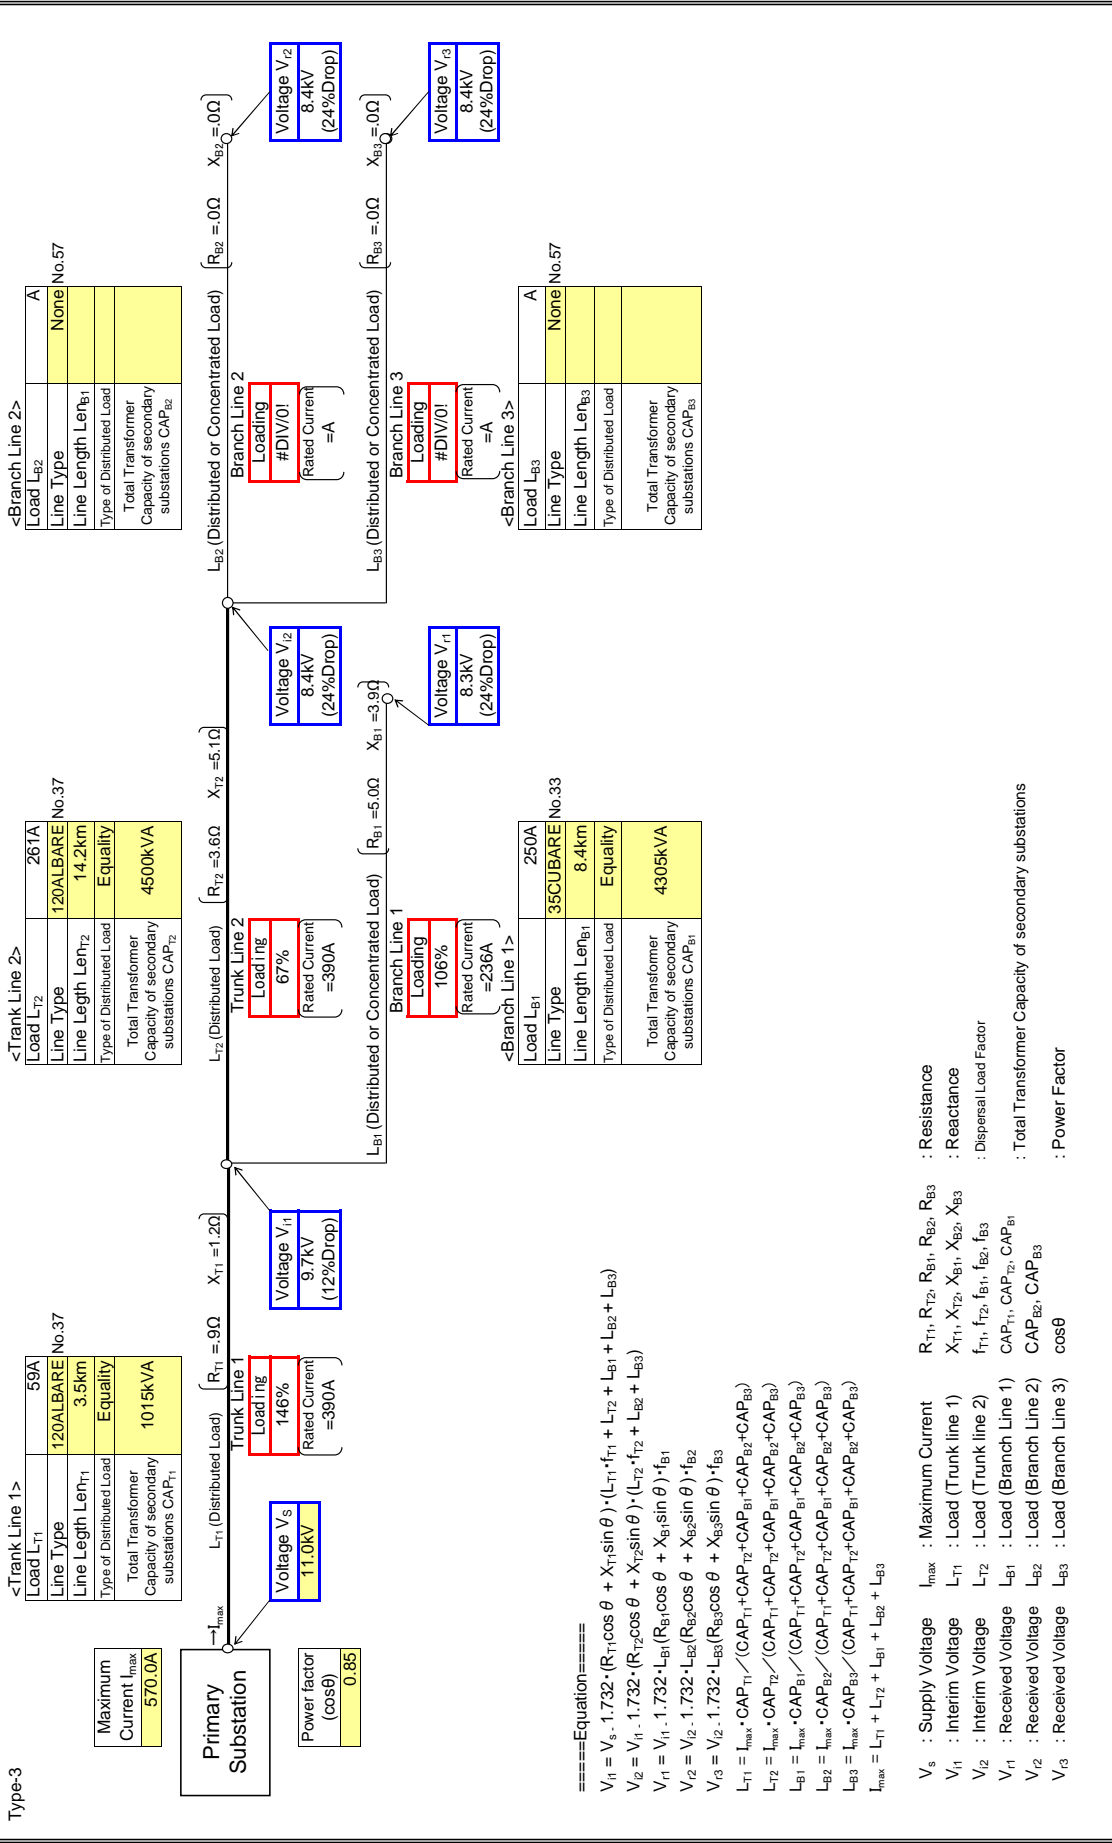 Type-3
Maximum
Current Imax
570.0A
Primary
Substation
Power factor
(cosθ)
0.85
→Imax
Voltage VS
11.0kV
<Trank Line 1>
Load LT1 59A
Line Type 120ALBARE No.37
Line Legth LenT1 3.5km
Type of Distributed Load Equality
Total Transformer
Capacity of secondary
substations CAPT1
1015kVA
LT1 (Distributed Load)
RT1 =.9Ω XT1 =1.2Ω
Trunk Line 1
Loading
146%
Rated Current
=390A
Voltage Vi1
9.7kV
(12%Drop)
<Trank Line 2>
Load LT2 261A
Line Type 120ALBARE No.37
Line Length LenT2 14.2km
Type of Distributed Load Equality
Total Transformer
Capacity of secondary
substations CAPT2
4500kVA
LT2 (Distributed Load)
RT2 =3.6Ω XT2 =5.1Ω
Trunk Line 2
Loading
67%
Rated Current
=390A
Voltage Vi2
8.4kV
(24%Drop)
LB1 (Distributed or Concentrated Load)
RB1 =5.0Ω XB1 =3.9Ω
Branch Line 1
Loading
106%
Rated Current
=236A
Voltage Vr1
8.3kV
(24%Drop)
<Branch Line 1>
Load LB1 250A
Line Type 35CUBARE No.33
Line Length LenB1 8.4km
Type of Distributed Load Equality
Total Transformer
Capacity of secondary
substations CAPB1
4305kVA
<Branch Line 2>
Load LB2 A
Line Type None No.57
Line Length LenB1
Type of Distributed Load
Total Transformer
Capacity of secondary
substations CAPB2
LB2 (Distributed or Concentrated Load)
RB2 =.0Ω XB2 =.0Ω
Branch Line 2
Loading
#DIV/0!
Rated Current
=A
Voltage Vr2
8.4kV
(24%Drop)
LB3 (Distributed or Concentrated Load)
RB3 =.0Ω XB3 =.0Ω
Branch Line 3
Loading
#DIV/0!
Rated Current
=A
Voltage Vr3
8.4kV
(24%Drop)
<Branch Line 3>
Load LB3 A
Line Type None No.57
Line Length LenB3
Type of Distributed Load
Total Transformer
Capacity of secondary
substations CAPB3
=====Equation=====
Vi1 = Vs - 1.732・(RT1cos θ + XT1sin θ)・(LT1・fT1 + LT2 + LB1 + LB2 + LB3)
Vi2 = Vi1 - 1.732・(RT2cos θ + XT2sin θ)・(LT2・fT2 + LB2 + LB3)
Vr1 = Vi1 - 1.732・LB1(RB1cos θ + XB1sin θ)・fB1
Vr2 = Vi2 - 1.732・LB2(RB2cos θ + XB2sin θ)・fB2
Vr3 = Vi2 - 1.732・LB3(RB3cos θ + XB3sin θ)・fB3
LT1 = Imax・CAPT1／(CAPT1+CAPT2+CAPB1+CAPB2+CAPB3)
LT2 = Imax・CAPT2／(CAPT1+CAPT2+CAPB1+CAPB2+CAPB3)
LB1 = Imax・CAPB1／(CAPT1+CAPT2+CAPB1+CAPB2+CAPB3)
LB2 = Imax・CAPB2／(CAPT1+CAPT2+CAPB1+CAPB2+CAPB3)
LB3 = Imax・CAPB3／(CAPT1+CAPT2+CAPB1+CAPB2+CAPB3)
Imax = LT1 + LT2 + LB1 + LB2 + LB3
Vs : Supply Voltage Imax : Maximum Current RT1, RT2, RB1, RB2, RB3 : Resistance
Vi1 : Interim Voltage LT1 : Load (Trunk line 1) XT1, XT2, XB1, XB2, XB3 : Reactance
Vi2 : Interim Voltage LT2 : Load (Trunk line 2) fT1, fT2, fB1, fB2, fB3 : Dispersal Load Factor
Vr1 : Received Voltage LB1 : Load (Branch Line 1) CAPT1, CAPT2, CAPB1
Vr2 : Received Voltage LB2 : Load (Branch Line 2) CAPB2, CAPB3 : Total Transformer Capacity of secondary substations
Vr3 : Received Voltage LB3 : Load (Branch Line 3) cosθ : Power Factor